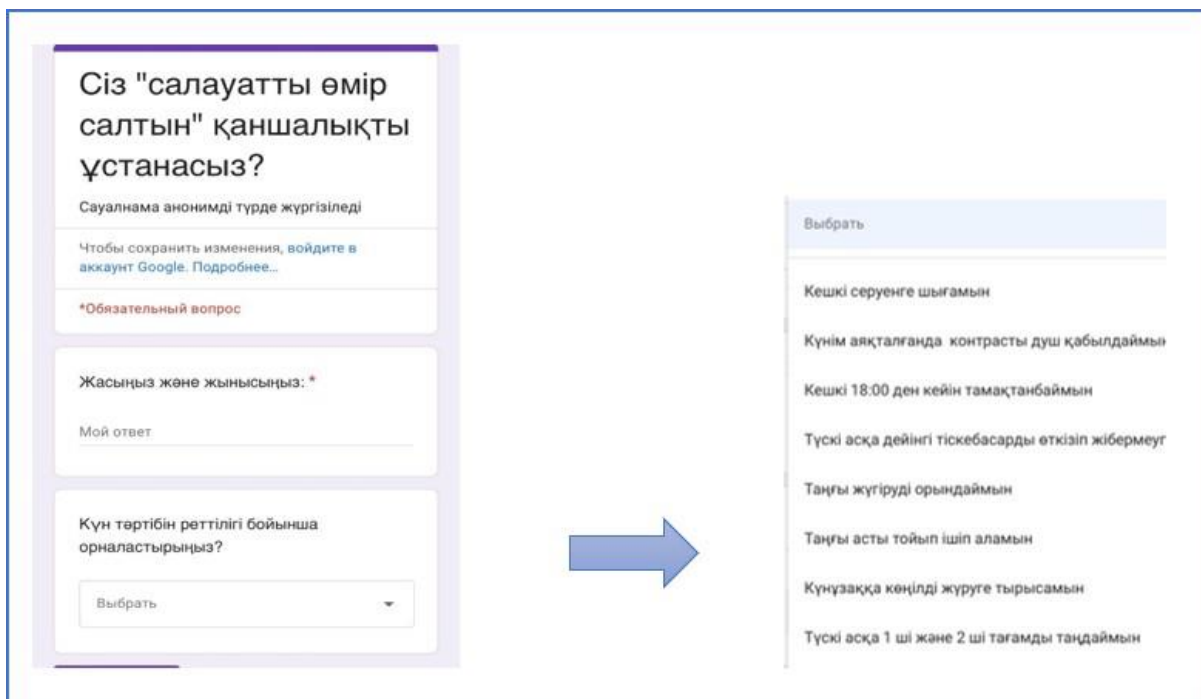 Сіз "салауатты өмір
салтын" қаншалықты
ұстанасыз?
Сауалнама анонимді түрде жүргізіледі
Чтобы сохранить изменения, войдите в
аккаунт Google. Подробнее...
*Обязательный вопрос
Жасыңыз және жынысыңыз: *
Мой ответ
Күн тәртібін реттілігі бойынша
орналастырыңыз?
Выбрать
Выбрать
Кешкі серуенге шығамын
Күнім аяқталғанда контрасты душ қабылдаймын
Кешкі 18:00 ден кейін тамақтанбаймын
Түскі асқа дейінгі тіскебасарды өткізіп жібермеуг
Таңғы жүгіруді орындаймын
Таңғы асты тойып ішіп аламын
Күнұзаққа көңілді жүруге тырысамын
Түскі асқа 1 ші және 2 ші тағамды таңдаймын